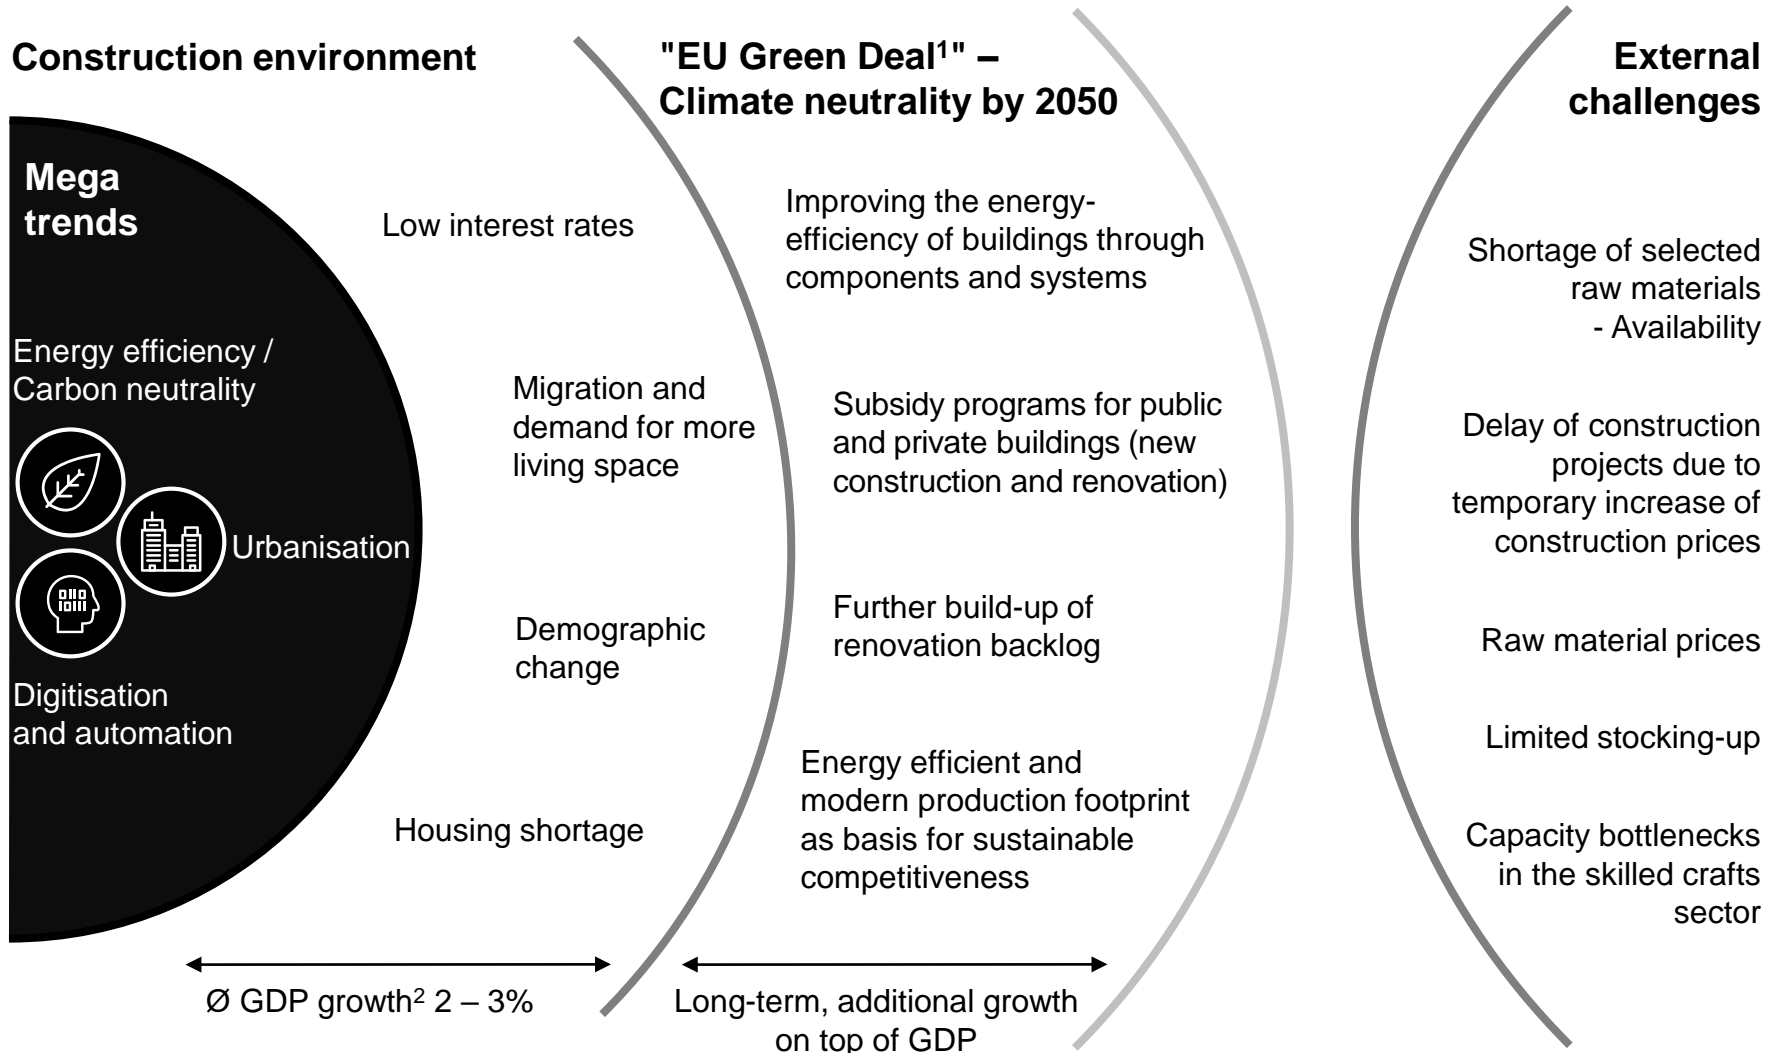 Construction environment
Mega
trends
Energy efficiency /
Carbon neutrality
Urbanisation
Digitisation
and automation
Low interest rates
Migration and
demand for more
living space
Demographic
change
Housing shortage
Ø GDP growth² 2 – 3%
"EU Green Deal¹" –
Climate neutrality by 2050
Improving the energy-
efficiency of buildings through
components and systems
Subsidy programs for public
and private buildings (new
construction and renovation)
Further build-up of
renovation backlog
Energy efficient and
modern production footprint
as basis for sustainable
competitiveness
Long-term, additional growth
on top of GDP
External
challenges
Shortage of selected
raw materials
- Availability
Delay of construction
projects due to
temporary increase of
construction prices
Raw material prices
Limited stocking-up
Capacity bottlenecks
in the skilled crafts
sector